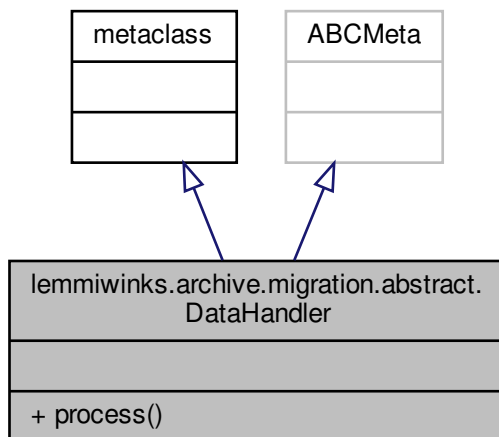 metaclass
ABCMeta
lemmiwinks.archive.migration.abstract.
DataHandler
+ process()